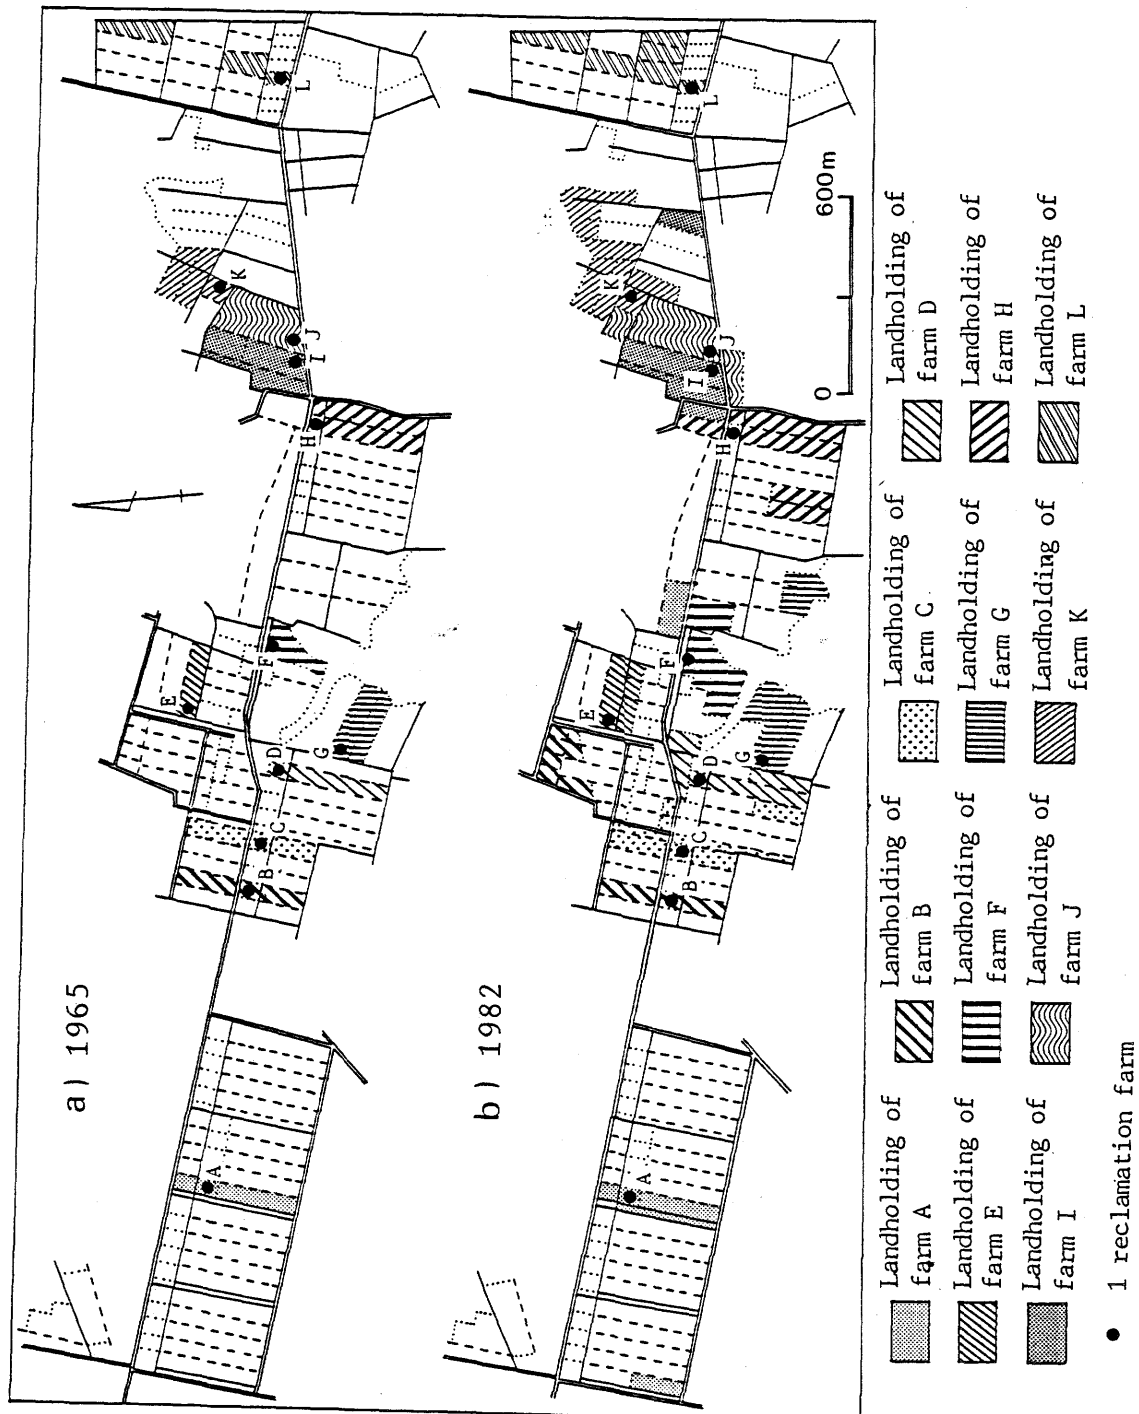 a) 1965
A
B
C
D
E
F
G
H
I
J
K
L
b) 1982
A
B
C
D
E
F
G
H
I
J
K
L
0 600m
Landholding of
farm A
Landholding of
farm B
Landholding of
farm C
Landholding of
farm D
Landholding of
farm E
Landholding of
farm F
Landholding of
farm G
Landholding of
farm H
Landholding of
farm I
Landholding of
farm J
Landholding of
farm K
Landholding of
farm L
1 reclamation farm